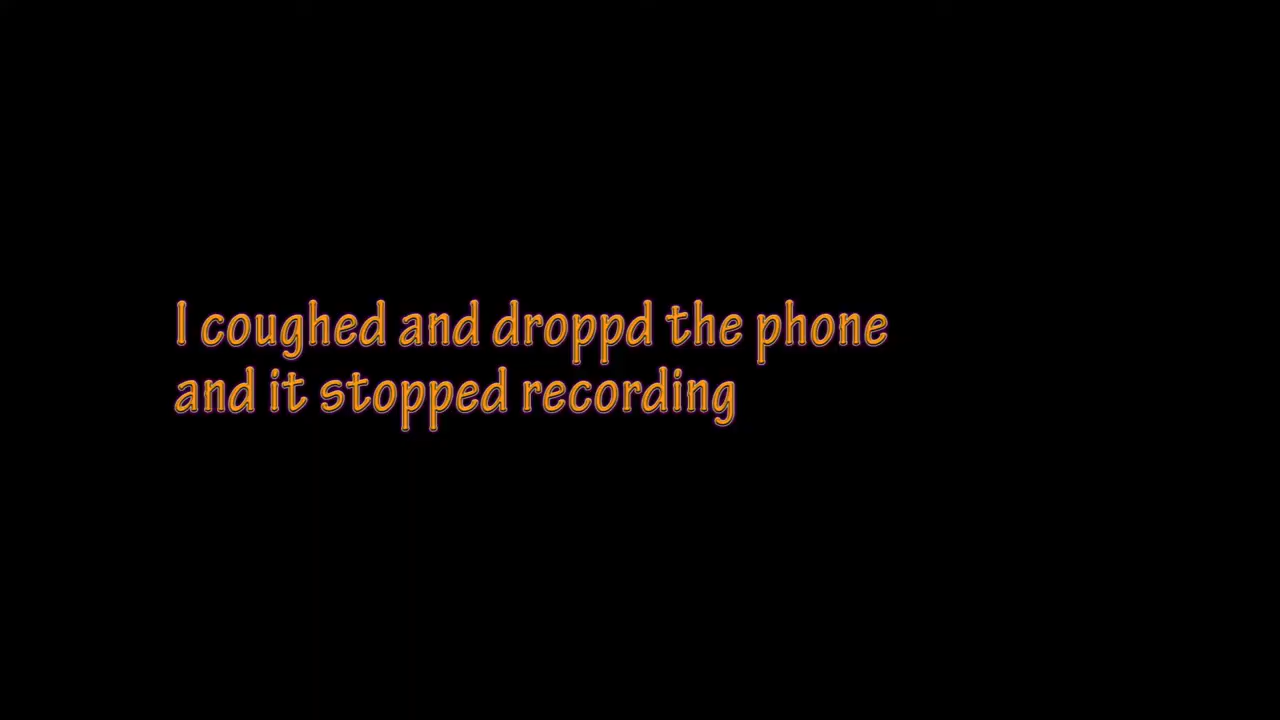 I coughed and droppd the phone
and it stopped recording